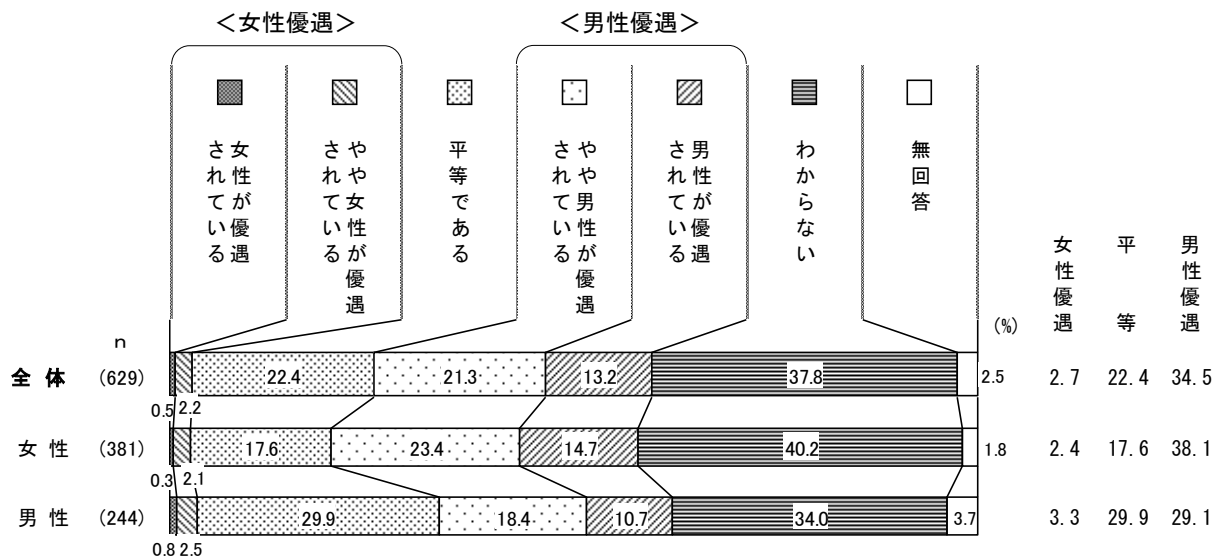 ＜女性優遇＞
＜男性優遇＞
女性が優遇
されている
やや女性が優遇
されている
平等である
やや男性が優遇
されている
男性が優遇
されている
わからない
無回答
女性優遇
平等
男性優遇
n
(%)
全体 (629) 22.4 21.3 13.2 37.8 2.5 2.7 22.4 34.5
0.5 2.2
女性 (381) 17.6 23.4 14.7 40.2 1.8 2.4 17.6 38.1
0.3 2.1
男性 (244) 29.9 18.4 10.7 34.0 3.7 3.3 29.9 29.1
0.8 2.5